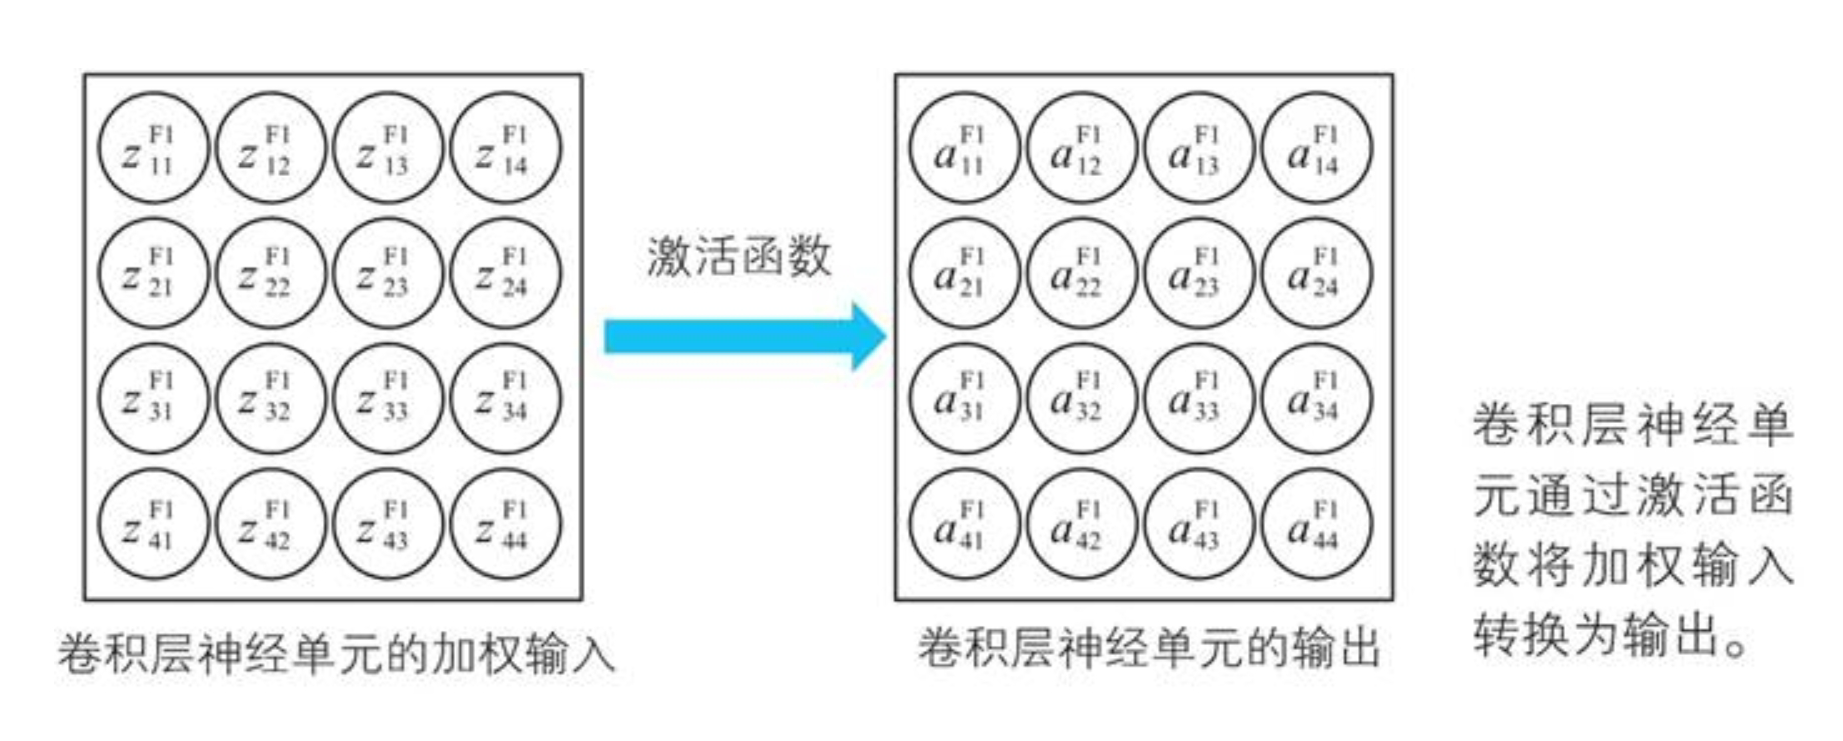 z F1 11 z F1 12 z F1 13 z F1 14
z F1 21 z F1 22 z F1 23 z F1 24
z F1 31 z F1 32 z F1 33 z F1 34
z F1 41 z F1 42 z F1 43 z F1 44
卷积层神经单元的加权输入
激活函数
a F1 11 a F1 12 a F1 13 a F1 14
a F1 21 a F1 22 a F1 23 a F1 24
a F1 31 a F1 32 a F1 33 a F1 34
a F1 41 a F1 42 a F1 43 a F1 44
卷积层神经单元的输出
卷积层神经单
元通过激活函
数将加权输入
转换为输出。